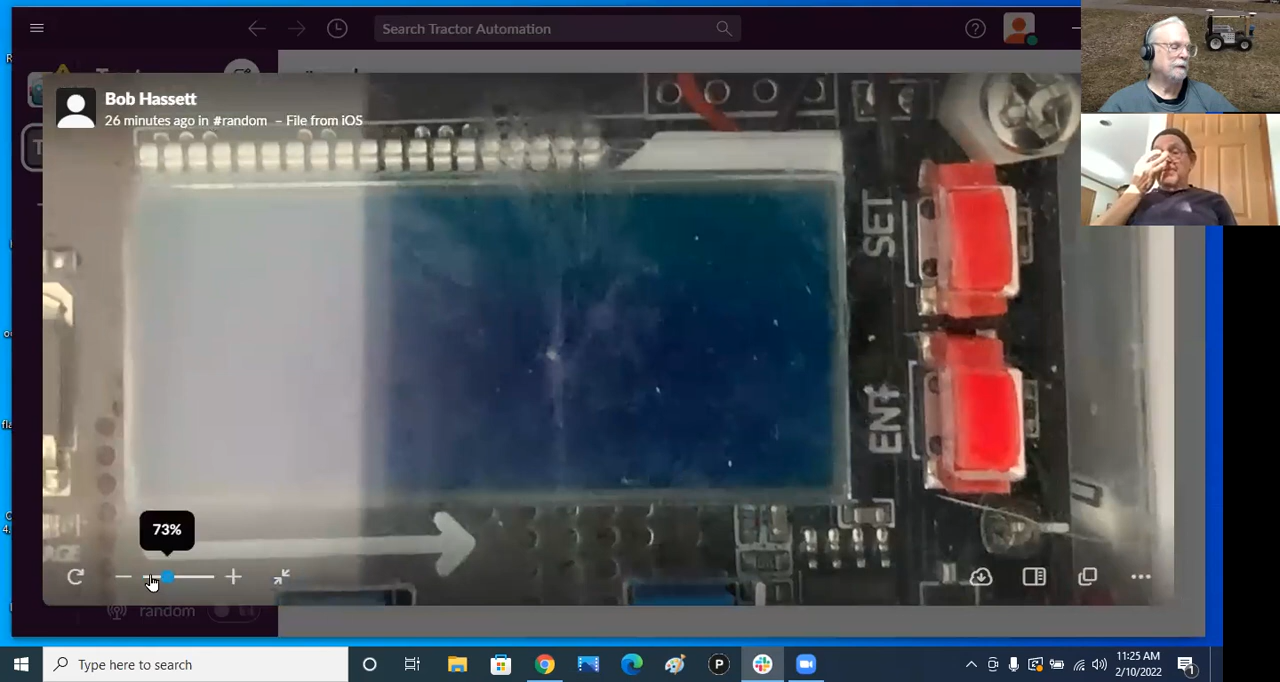 Search Tractor Automation
Bob Hassett
26 minutes ago in #random – File from iOS
SET
ENT
73%
random
Type here to search
P
11:25 AM
2/10/2022
1